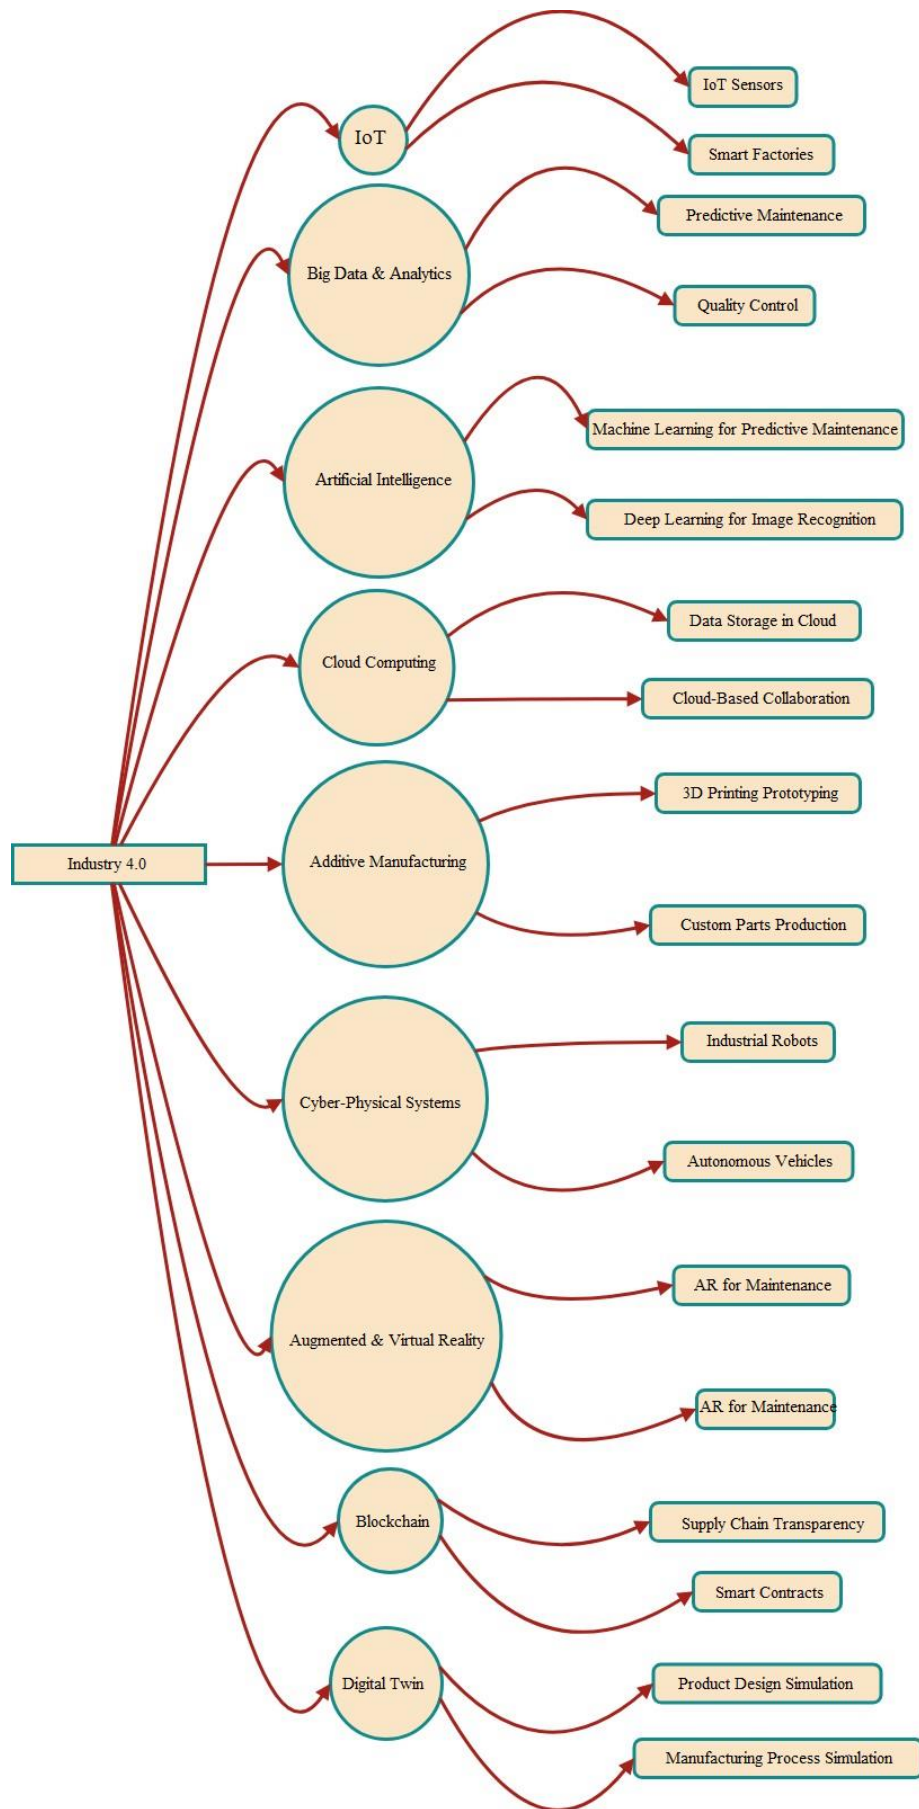 IoT Sensors
IoT
Smart Factories
Predictive Maintenance
Big Data & Analytics
Quality Control
Machine Learning for Predictive Maintenance
Artificial Intelligence
Deep Learning for Image Recognition
Data Storage in Cloud
Cloud Computing
Cloud-Based Collaboration
3D Printing Prototyping
Industry 4.0
Additive Manufacturing
Custom Parts Production
Industrial Robots
Cyber-Physical Systems
Autonomous Vehicles
AR for Maintenance
Augmented & Virtual Reality
AR for Maintenance
Blockchain
Supply Chain Transparency
Smart Contracts
Product Design Simulation
Digital Twin
Manufacturing Process Simulation